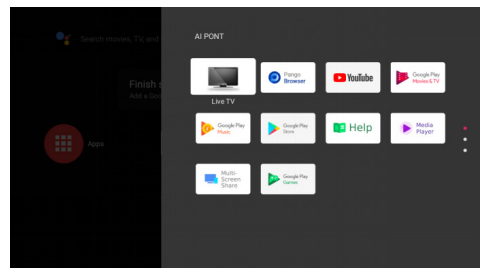 Search movies, TV, and
AI PONT
Finish s
Add a Goo
Live TV
Pango
Browser
YouTube
Google Play
Movies & TV
Apps
Google Play
Music
Google Play
Store
Help
Media
Player
Multi-
Screen
Share
Google Play
Games